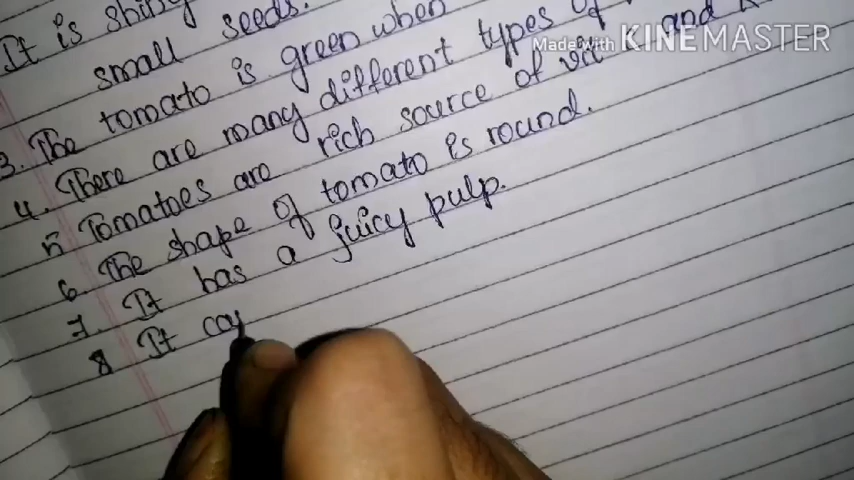 It is shiny
small seeds.
3. The tomato is green when
4. There are many different types of
5 Tomatoes are rich source of vit and K
6. The shape of tomato is round.
7. It has a juicy pulp.
8 It ca
Made with KINEMASTER